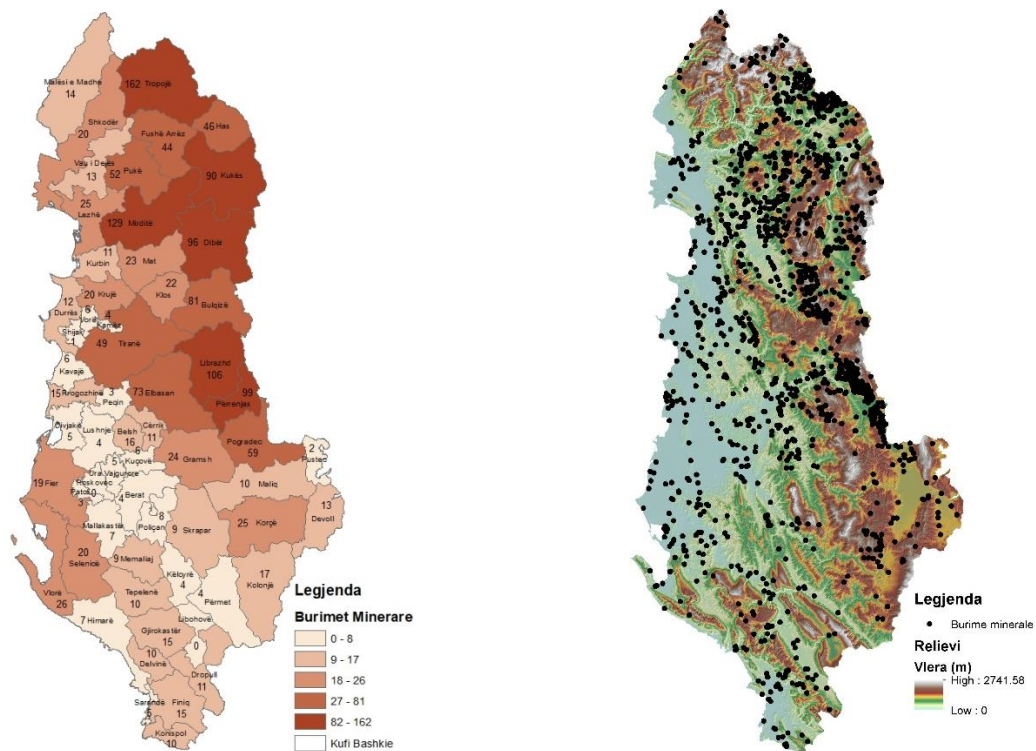 Malësi e Madhe
14
162 Tropojë
Shkodër
20
46 Has
Fushë Arrëz
44
Vau i Dejës
13
52 Pukë
90 Kukës
25
Lezhë
129 Mirditë
96 Dibër
11
Kurbin
23 Mat
22
Klos
81 Bulqizë
12
Durrës
20 Krujë
6
Vorë
4
Kamëz
Shijak
1
49 Tiranë
Librazhd
106
6
Kavajë
15
Rrogozhinë
3
Peqin
73 Elbasan
99
Përrenjas
Divjakë
5
Lushnje
4
Belsh
16
Cërrik
11
Pogradec
59
2
Pustec
6
Kuçovë
5
24 Gramsh
Ura Vajgurore
Roskovec
0
Patos
3
19 Fier
4
Berat
10
Maliq
13
Devoll
8
Poliçan
Mallakastër
7
9
Skrapar
25
Korçë
20
Selenicë
9 Memaliaj
Këlcyrë
4
4
Përmet
17
Kolonjë
Vlorë
26
Tepelenë
10
7 Himarë
Libohovë
0
Gjirokastër
15
10
Delvinë
Dropull
11
Sarandë
5
Finiq
15
Konispol
10
Legjenda
Burimet Minerare
0 - 8
9 - 17
18 - 26
27 - 81
82 - 162
Kufi Bashkie
Legjenda
Burime minerale
Relievi
Vlera (m)
High : 2741.58
Low : 0